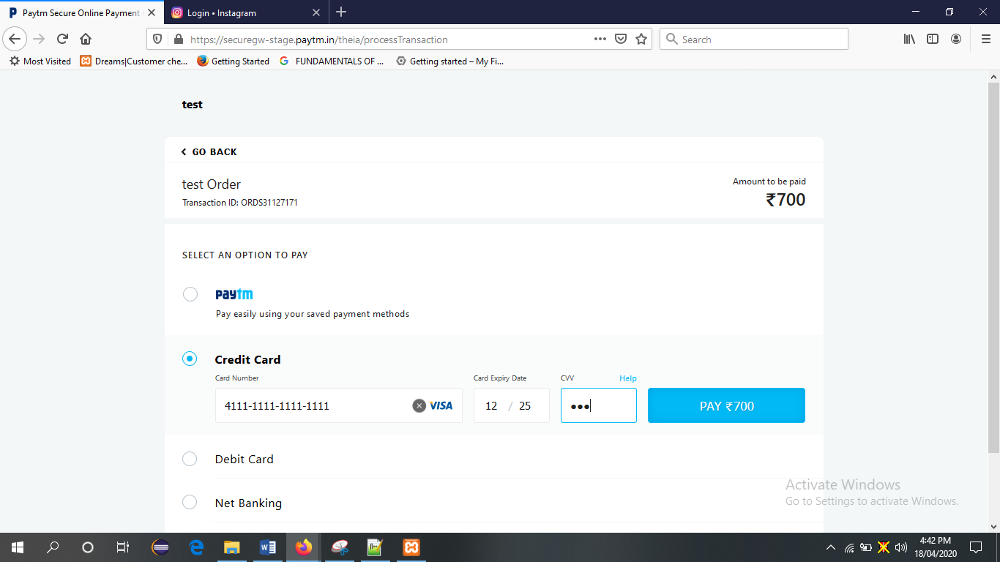 Paytm Secure Online Payment
Login • Instagram
https://securegw-stage.paytm.in/theia/processTransaction
Search
Most Visited
Dreams|Customer che...
Getting Started
FUNDAMENTALS OF ...
Getting started – My Fi...
test
GO BACK
test Order
Amount to be paid
Transaction ID: ORDS31127171
₹700
SELECT AN OPTION TO PAY
paytm
Pay easily using your saved payment methods
Credit Card
Card Number
Card Expiry Date
CVV
Help
4111-1111-1111-1111
VISA
12 / 25
●●●
PAY ₹700
Debit Card
Net Banking
Activate Windows
Go to Settings to activate Windows.
4:42 PM
18/04/2020